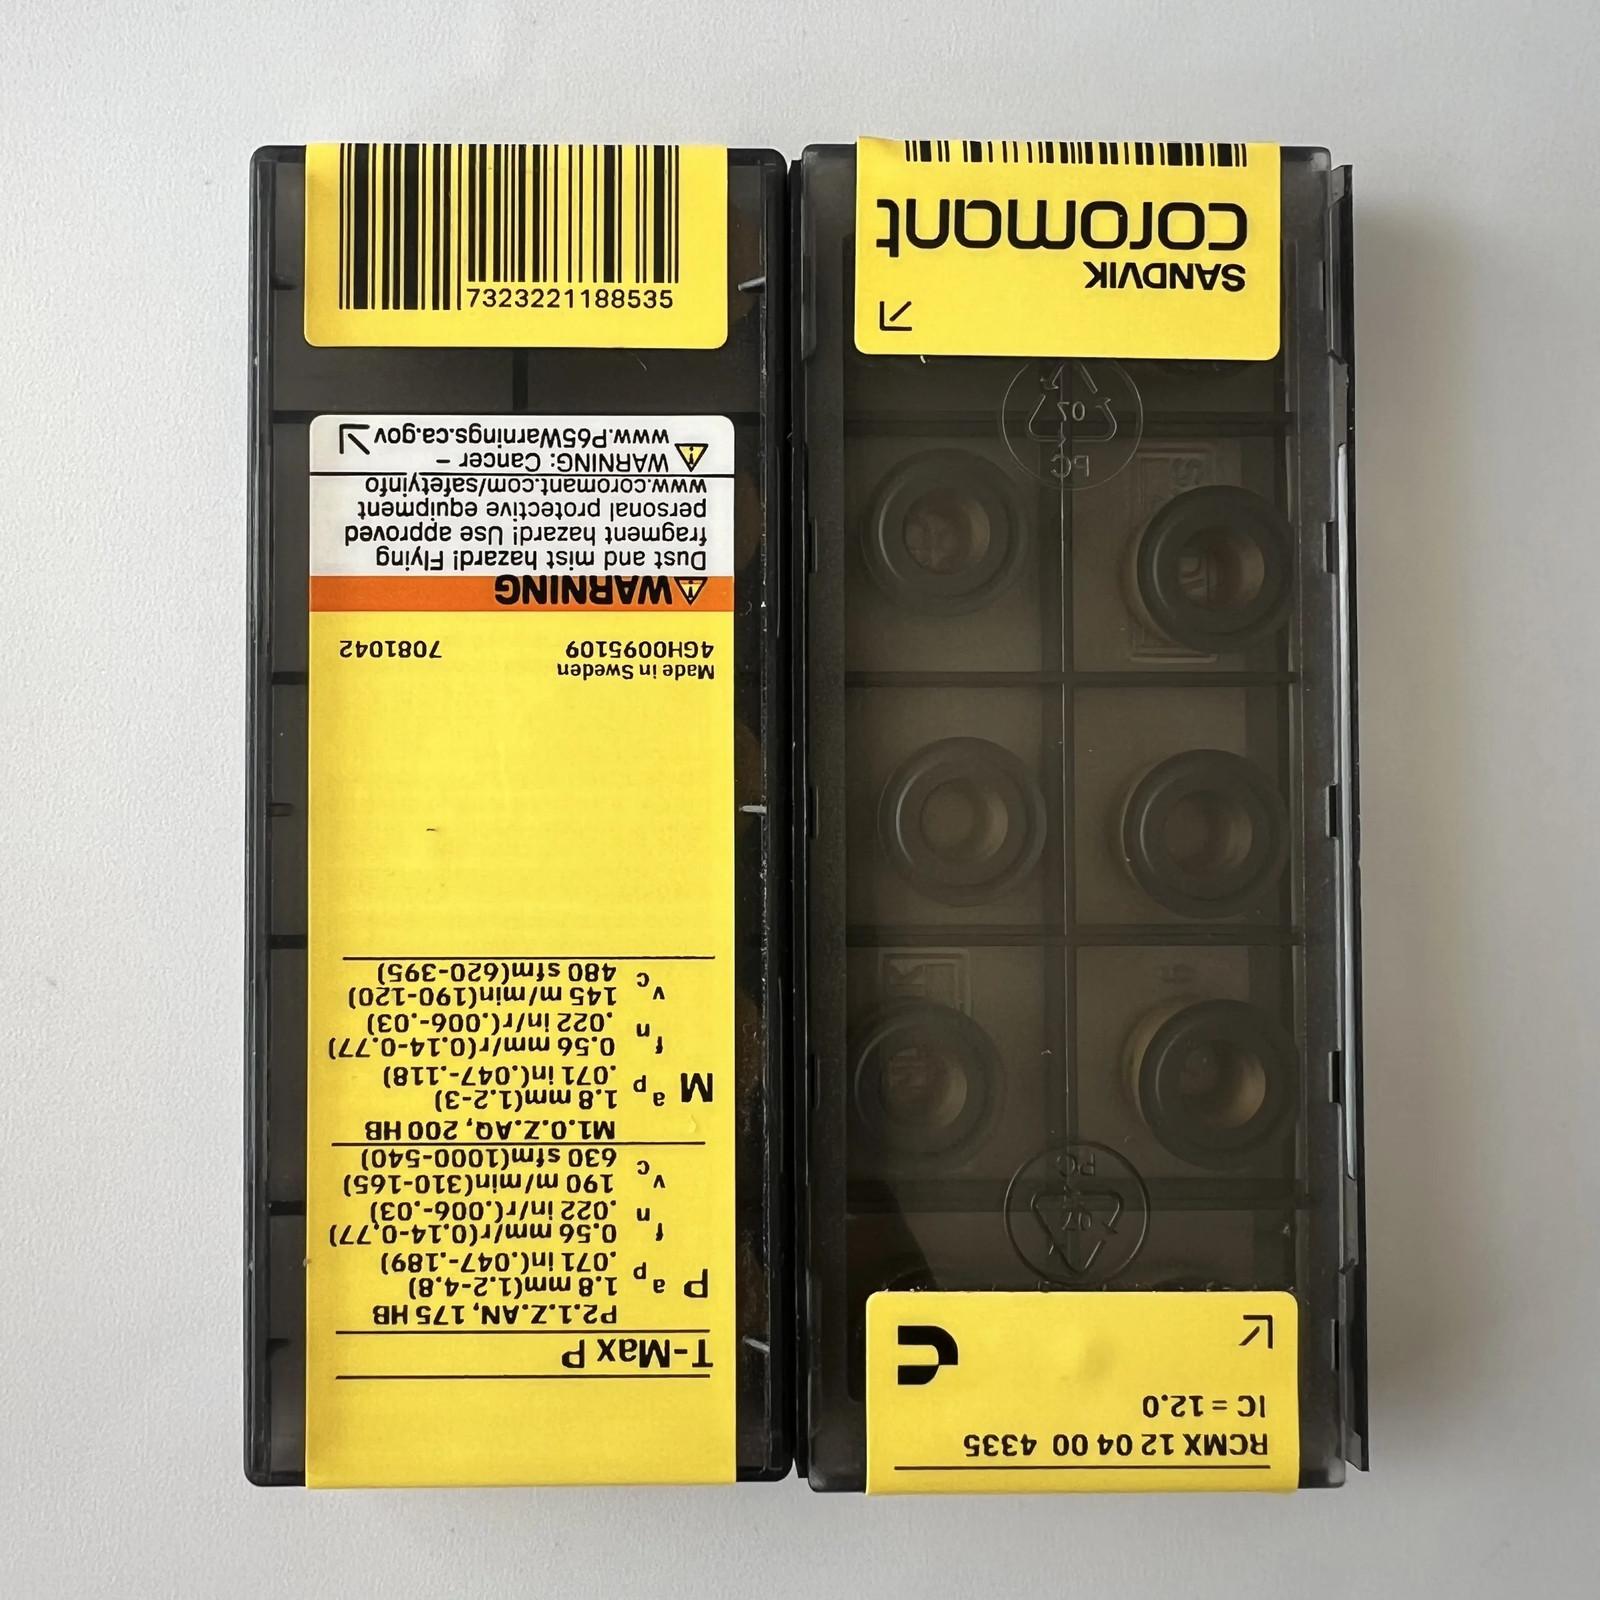 7323221188535
T-Max P
P2.1.Z.AN, 175 HB
P ap 1.8 mm(1.2-4.8)
.071 in(.047-.189)
fn 0.56 mm/r(0.14-0.77)
.022 in/r(.006-.03)
vc 190 m/min(310-165)
630 sfm(1000-540)
M1.0.Z.AQ, 200 HB
M ap 1.8 mm(1.2-3)
.071 in(.047-.118)
fn 0.56 mm/r(0.14-0.77)
.022 in/r(.006-.03)
vc 145 m/min(190-120)
480 sfm(620-395)
Made in Sweden
4GH0095109 7081042
WARNING
Dust and mist hazard! Flying
fragment hazard! Use approved
personal protective equipment
www.coromant.com/safetyinfo
WARNING: Cancer –
www.P65Warnings.ca.gov
RCMX 12 04 00 4335
IC = 12.0
PC
07
07
PC
SANDVIK
coromant